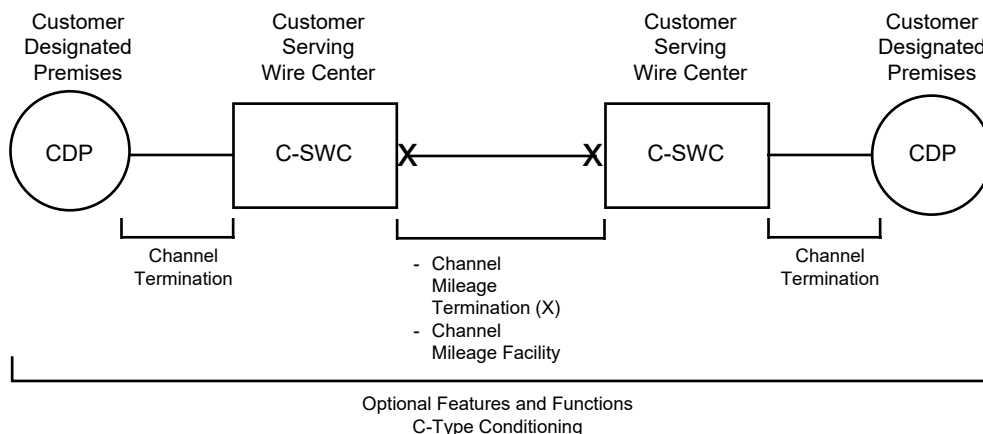 Customer
Designated
Premises
Customer
Serving
Wire Center
Customer
Serving
Wire Center
Customer
Designated
Premises
CDP
C-SWC
X
X
C-SWC
CDP
Channel
Termination
- Channel
Mileage
Termination (X)
- Channel
Mileage Facility
Channel
Termination
Optional Features and Functions
C-Type Conditioning